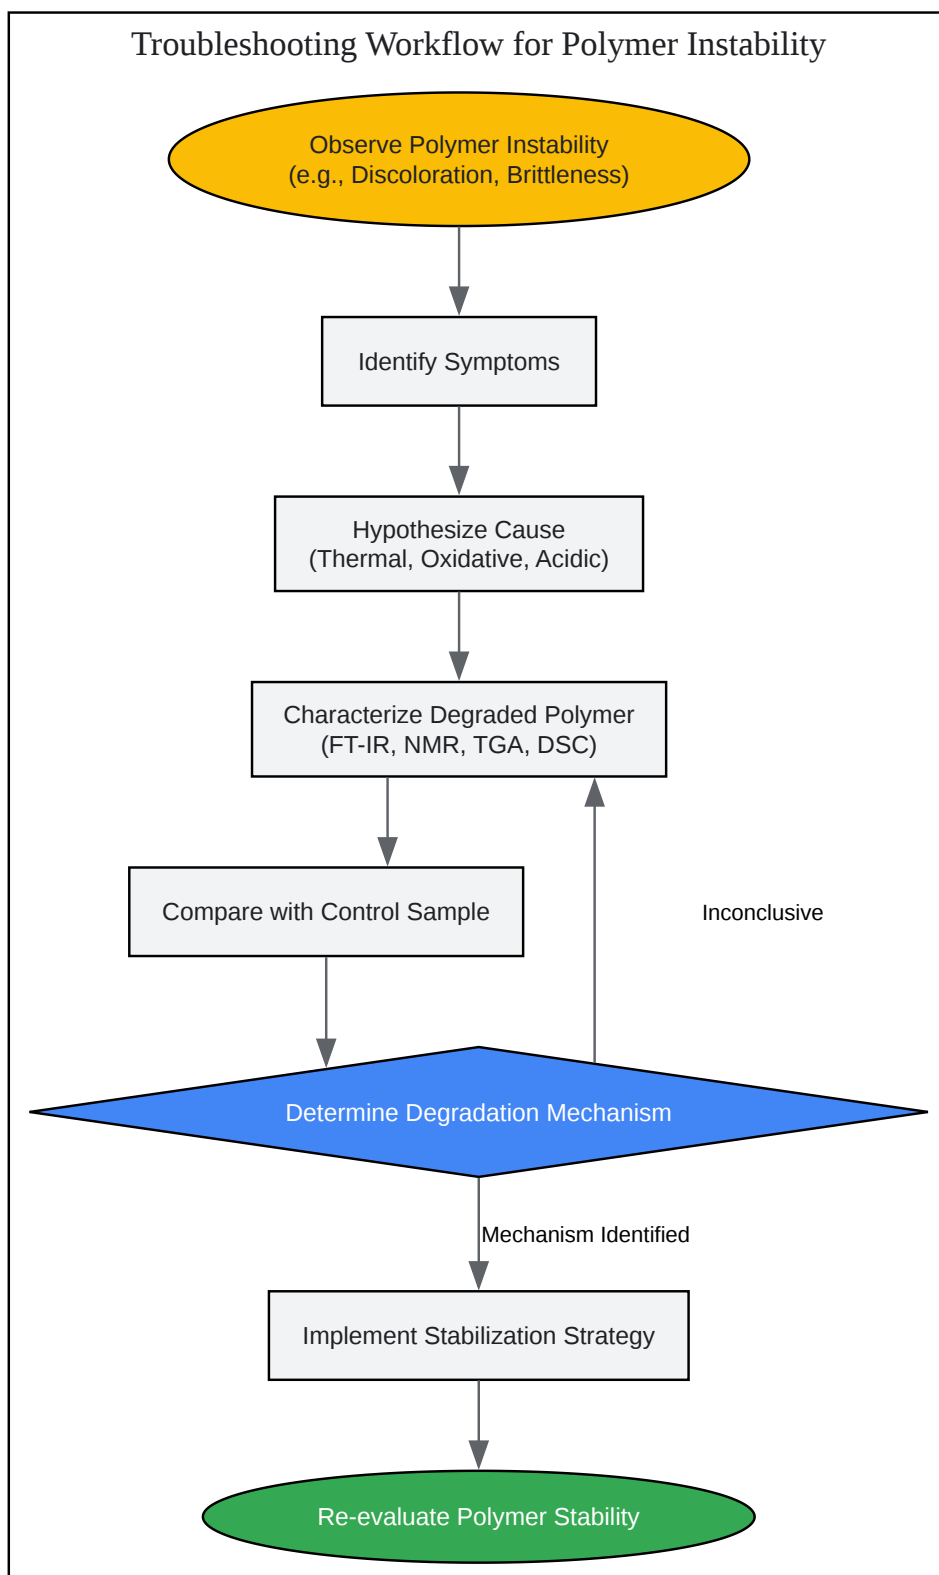 Troubleshooting Workflow for Polymer Instability
Observe Polymer Instability
(e.g., Discoloration, Brittleness)
Identify Symptoms
Hypothesize Cause
(Thermal, Oxidative, Acidic)
Characterize Degraded Polymer
(FT-IR, NMR, TGA, DSC)
Compare with Control Sample
Inconclusive
Determine Degradation Mechanism
Mechanism Identified
Implement Stabilization Strategy
Re-evaluate Polymer Stability